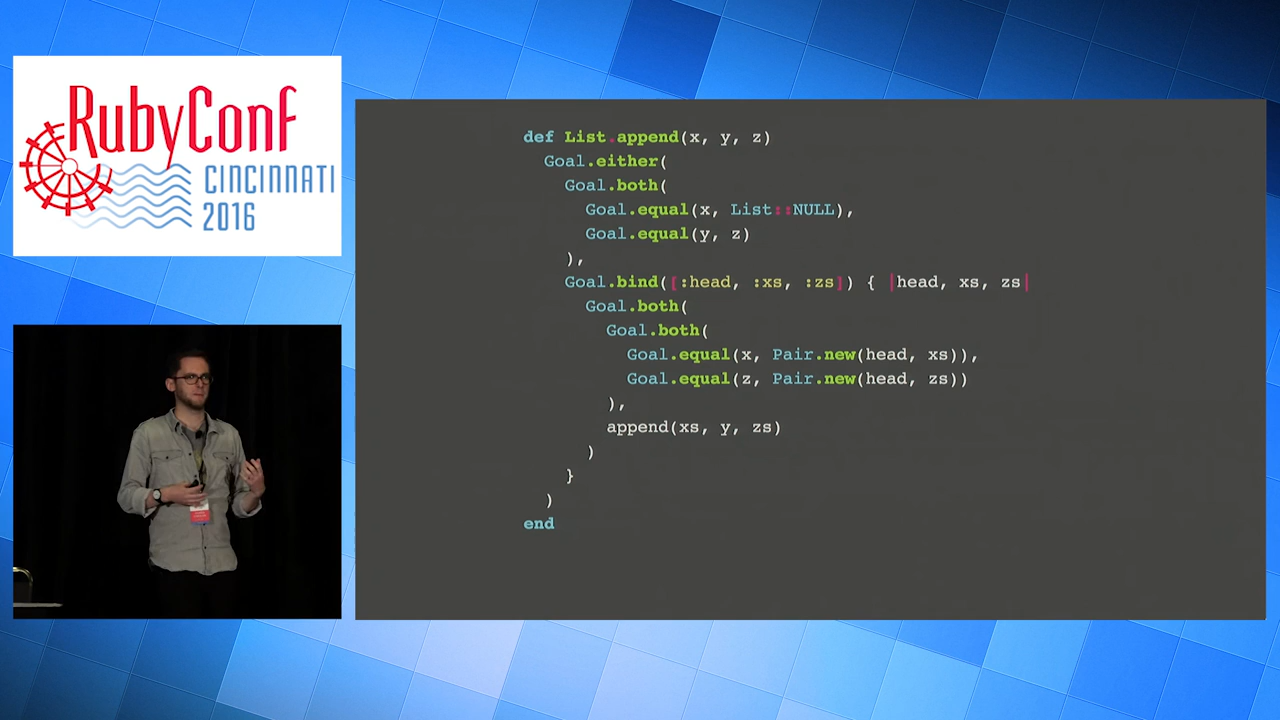 RubyConf
CINCINNATI
2016
def List.append(x, y, z)
  Goal.either(
    Goal.both(
      Goal.equal(x, List::NULL),
      Goal.equal(y, z)
    ),
    Goal.bind([:head, :xs, :zs]) { |head, xs, zs|
      Goal.both(
        Goal.both(
          Goal.equal(x, Pair.new(head, xs)),
          Goal.equal(z, Pair.new(head, zs))
        ),
        append(xs, y, zs)
      )
    }
  )
end